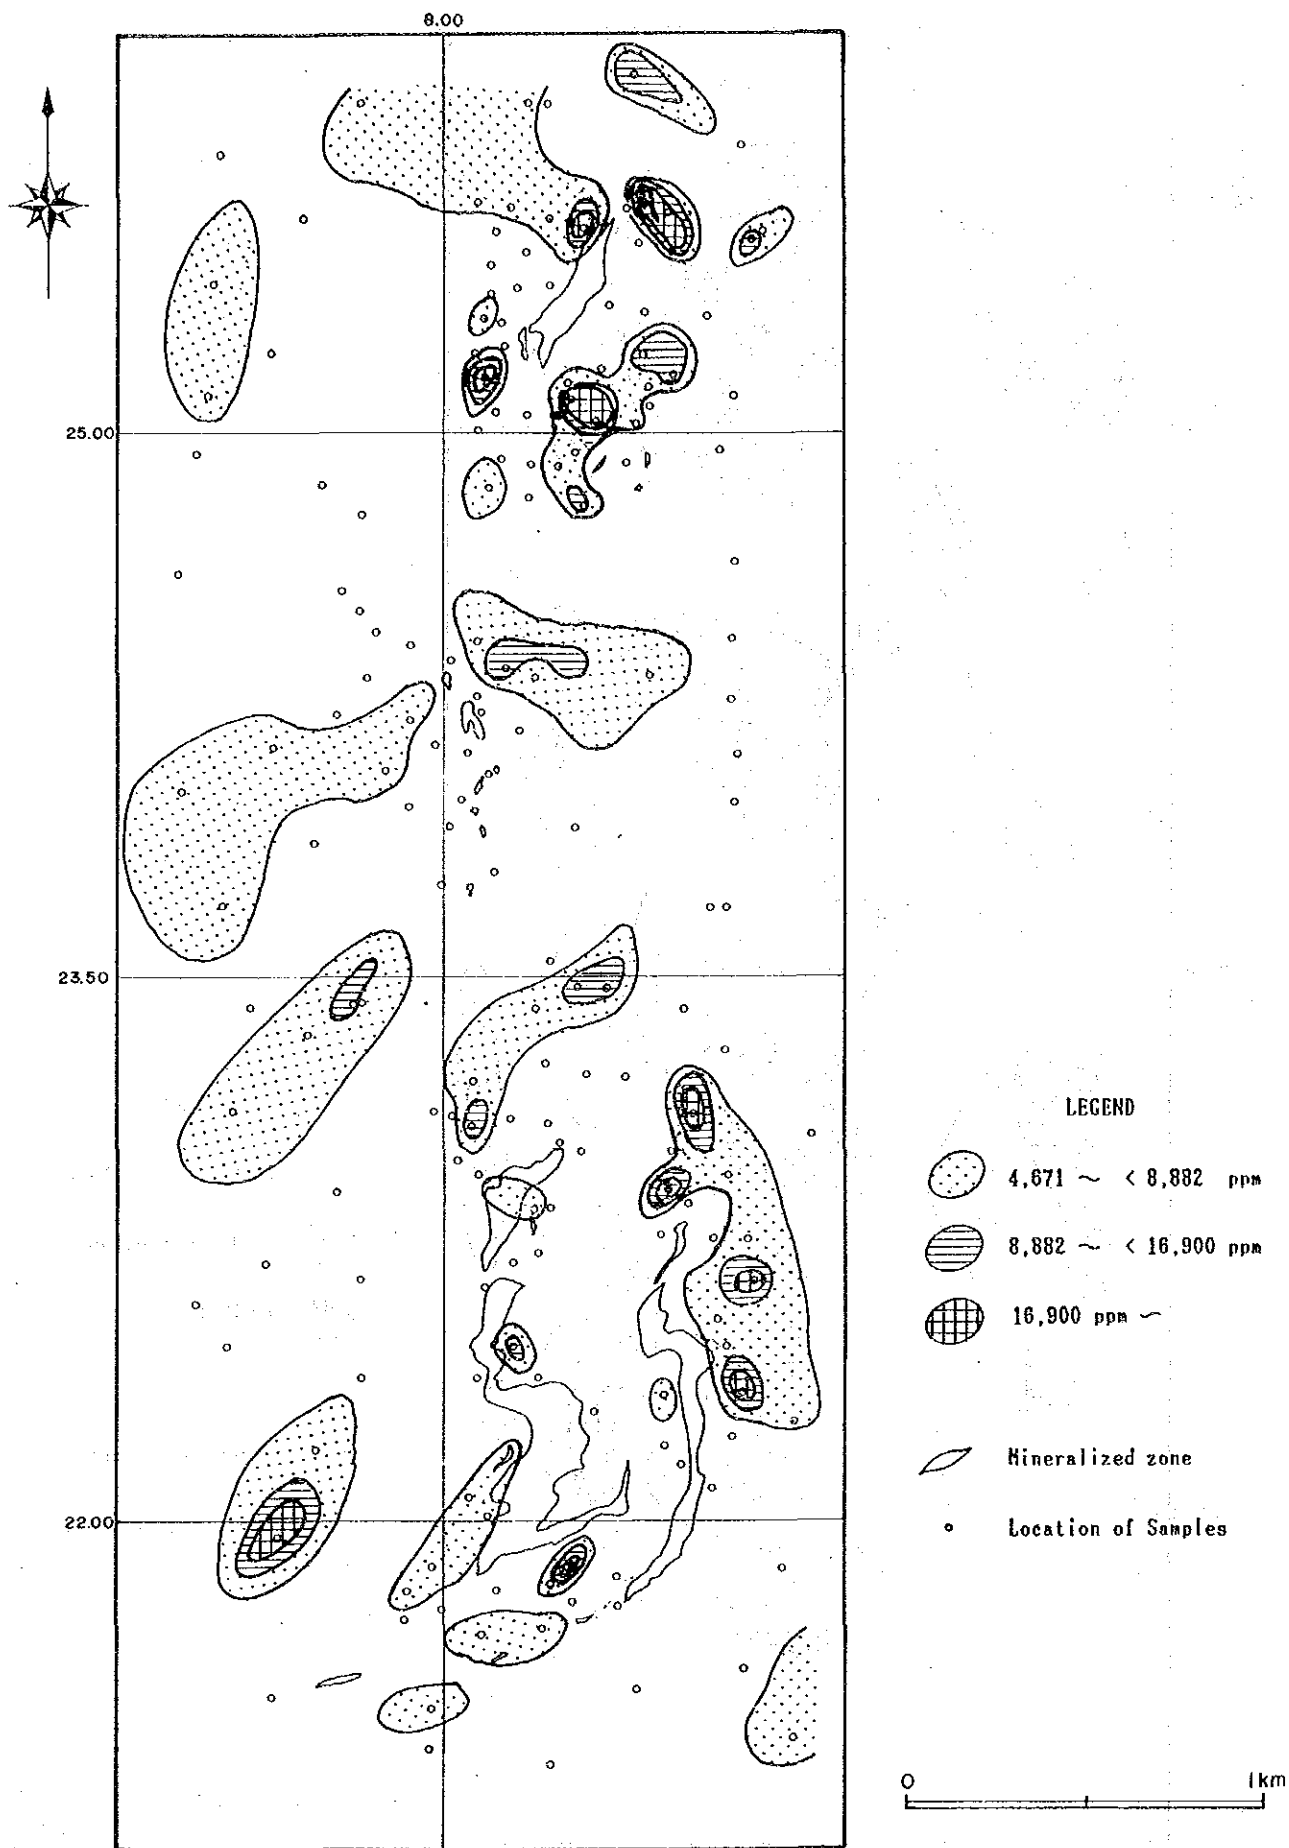 8.00
25.00
23.50
22.00
LEGEND
4,671 ~ < 8,882 ppm
8,882 ~ < 16,900 ppm
16,900 ppm ~
Mineralized zone
Location of Samples
0 1km